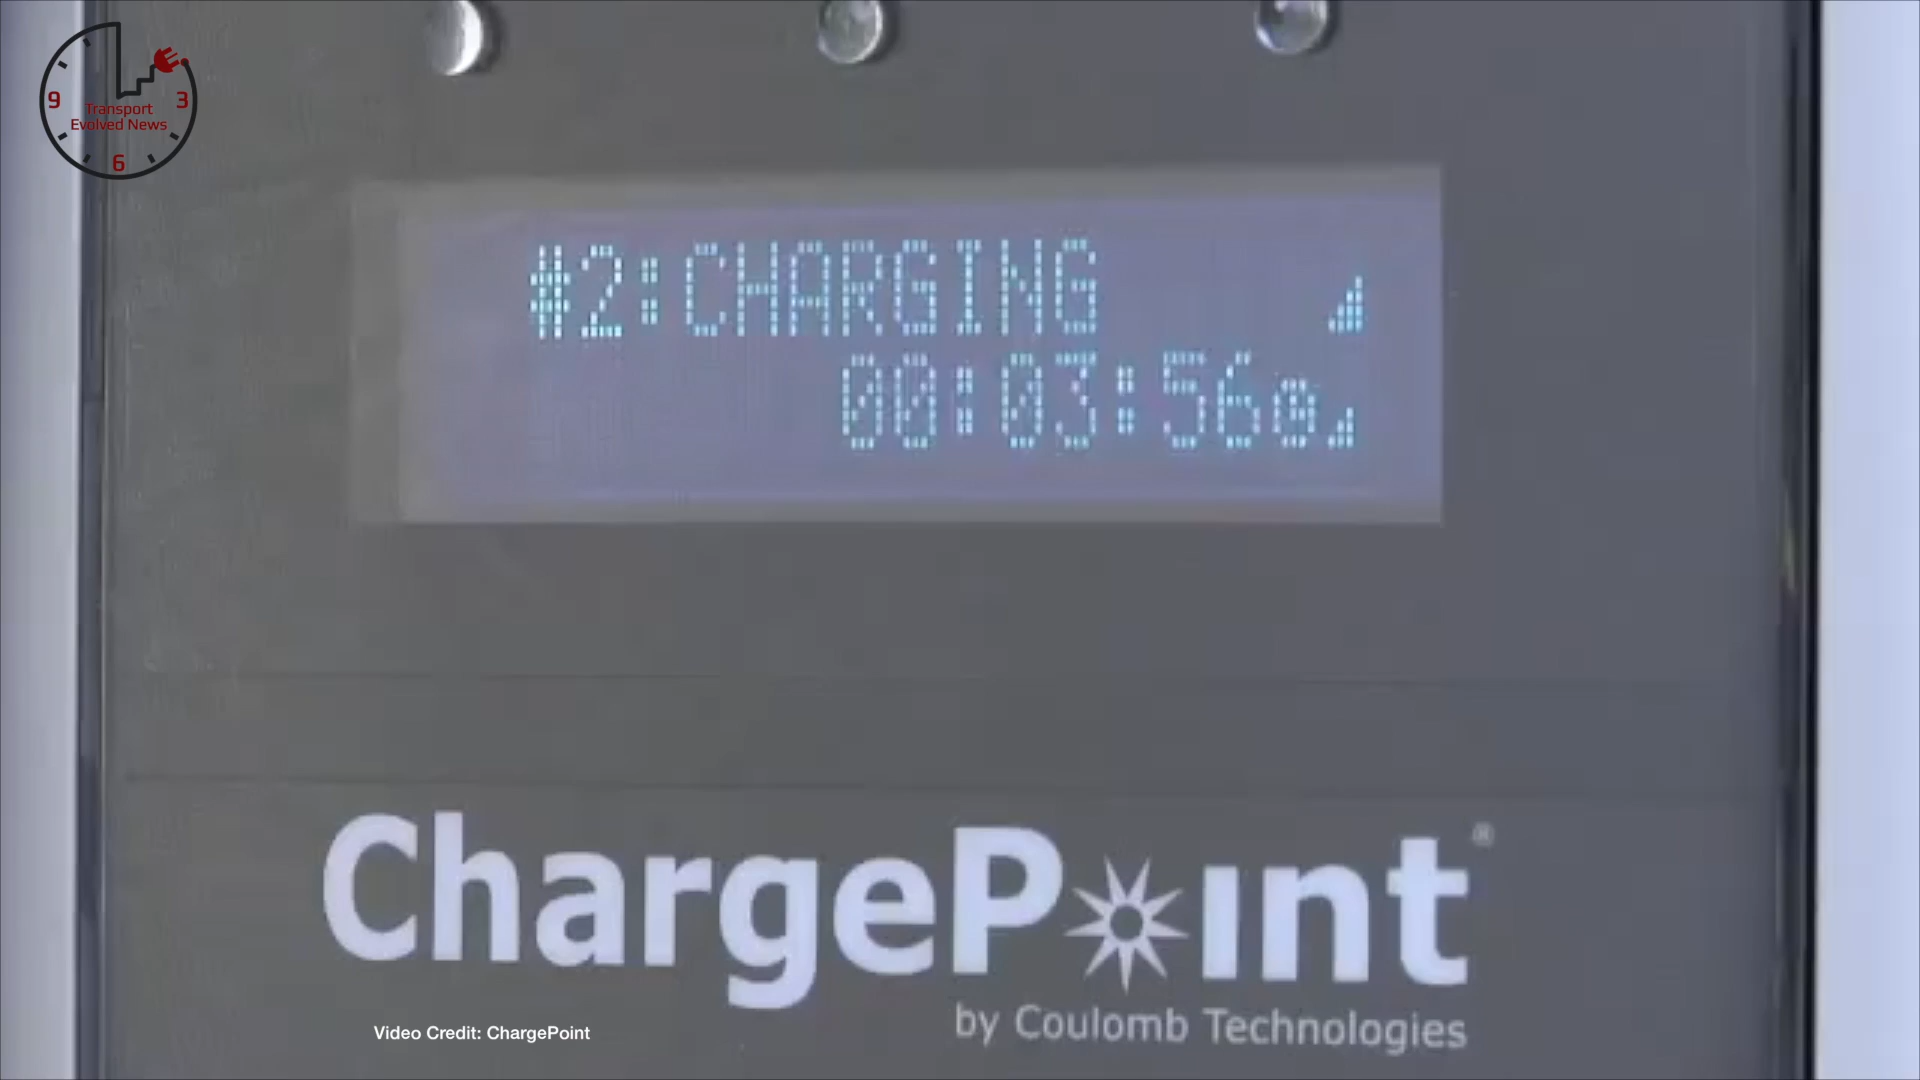 9
3
Transport
Evolved News
6
#2:CHARGING
00:03:56
ChargePoint®
by Coulomb Technologies
Video Credit: ChargePoint